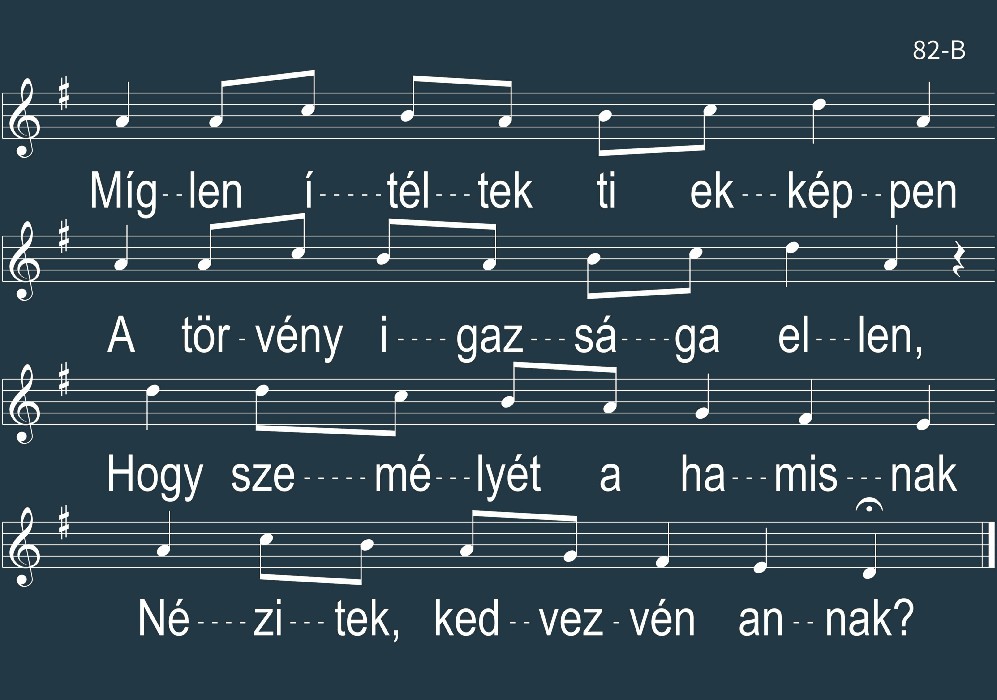 82-B
Míg--len í-----tél---tek ti ek---kép--pen
A tör-vény i----gaz---sá----ga el---len,
Hogy sze-----mé---lyét a ha---mis---nak
Né----zi---tek, ked--vez-vén an--nak?